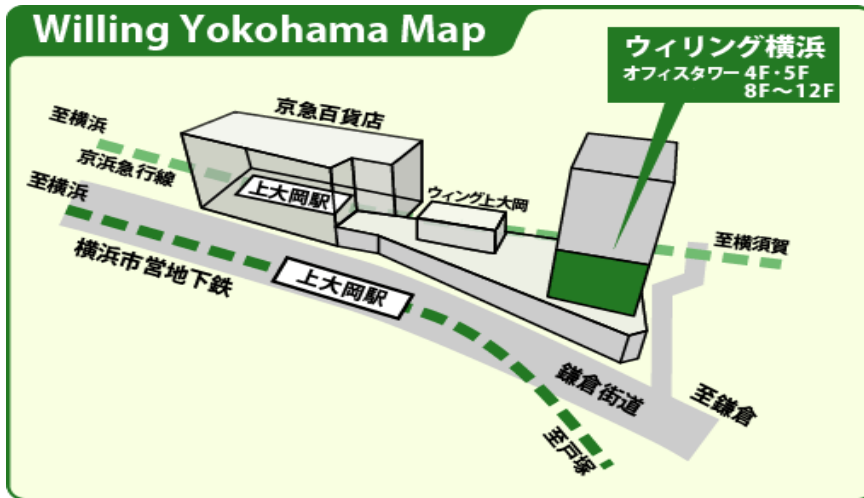 Willing Yokohama Map
ウィリング横浜
オフィスタワー 4F・5F
8F～12F
京急百貨店
至横浜
京浜急行線
上大岡駅
ウィング上大岡
至横須賀
至横浜
横浜市営地下鉄
上大岡駅
鎌倉街道
至鎌倉
至戸塚